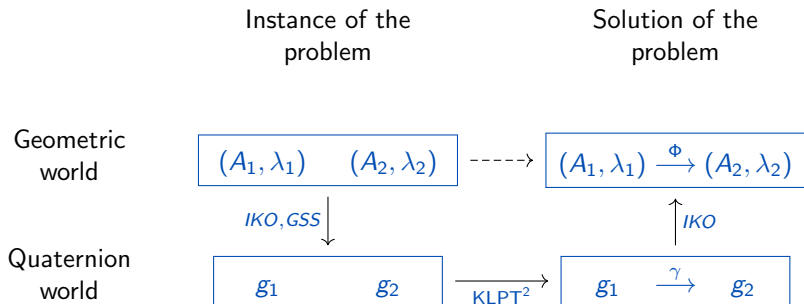 Instance of the problem
Solution of the problem
Geometric world
(A₁, λ₁) (A₂, λ₂)
(A₁, λ₁) Φ→ (A₂, λ₂)
IKO, GSS
IKO
Quaternion world
g₁ g₂
KLPT²
g₁ γ→ g₂